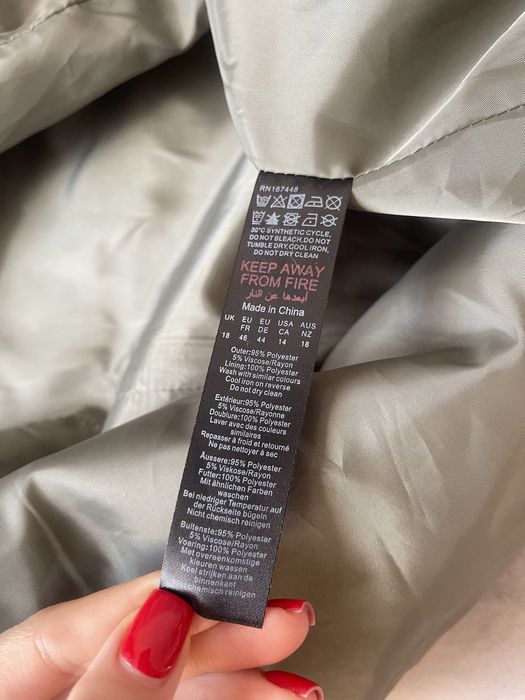 RN167448
30°C SYNTHETIC CYCLE,
DO NOT BLEACH,DO NOT
TUMBLE DRY,COOL IRON,
DO NOT DRY CLEAN
KEEP AWAY
FROM FIRE
أبعدها عن النار
Made in China
UK EU EU USA AUS
FR DE CA NZ
18 46 44 14 18
Outer:95% Polyester
5% Viscose/Rayon
Lining:100% Polyester
Wash with similar colours
Cool iron on reverse
Do not dry clean
Extérieur:95% Polyester
5% Viscose/Rayonne
Doublure:100% Polyester
Laver avec des couleurs
similaires
Repasser à froid et retourné
Ne pas nettoyer à sec
Äussere:95% Polyester
5% Viskose/Rayon
Futter:100% Polyester
Mit ähnlichen Farben
waschen
Bei niedriger Temperatur auf
der Rückseite bügeln
Nicht chemisch reinigen
Buitenste:95% Polyester
5% Viscose/Rayon
Voering:100% Polyester
Met overeenkomstige
kleuren wassen
Koel strijken aan de
binnenkant
chemisch reinigen